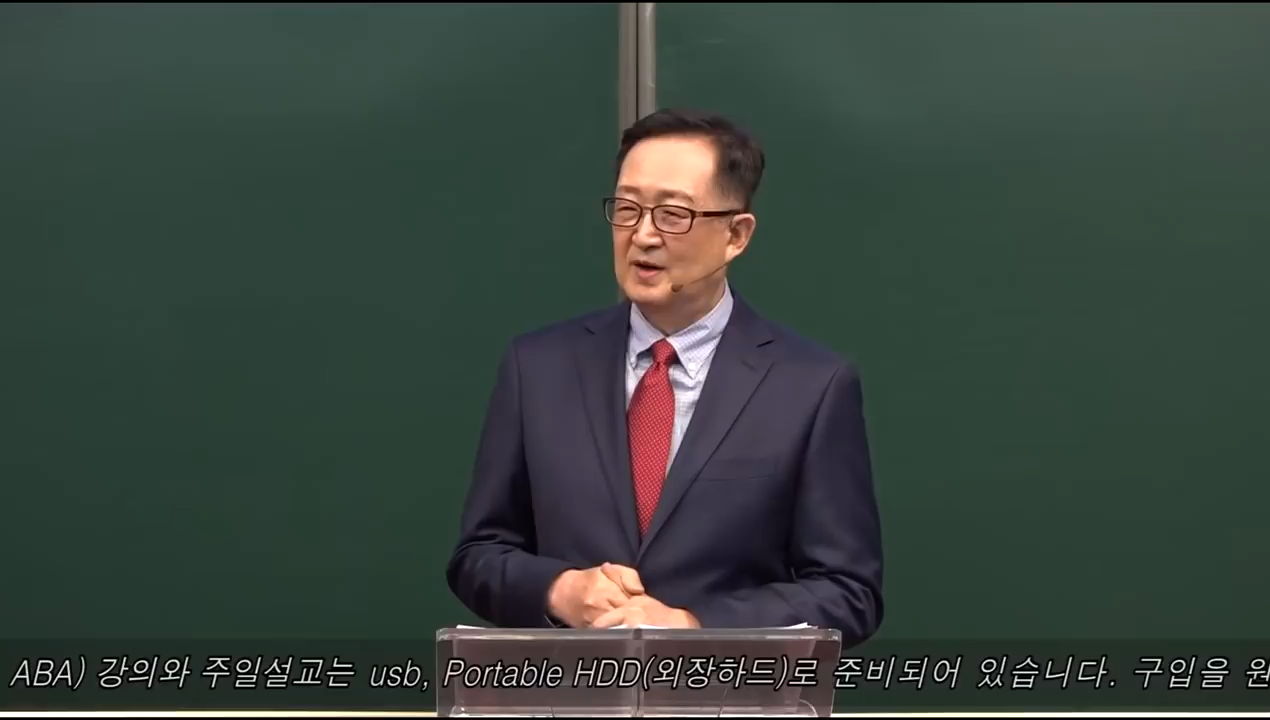 ABA) 강의와 주일설교는 usb, Portable HDD(외장하드)로 준비되어 있습니다. 구입을 원